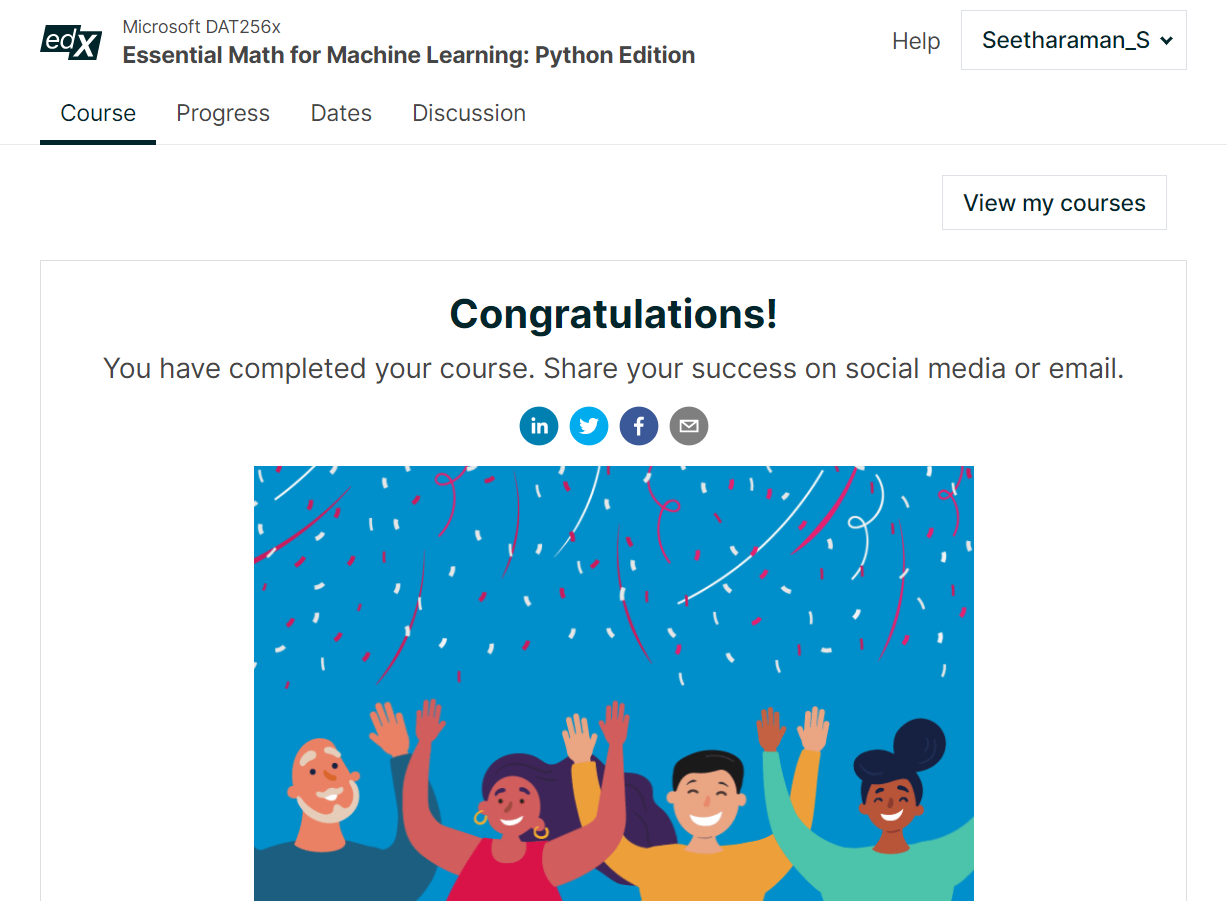 edX
Microsoft DAT256x
Essential Math for Machine Learning: Python Edition
Help
Seetharaman_S
Course
Progress
Dates
Discussion
View my courses
Congratulations!
You have completed your course. Share your success on social media or email.
in
f